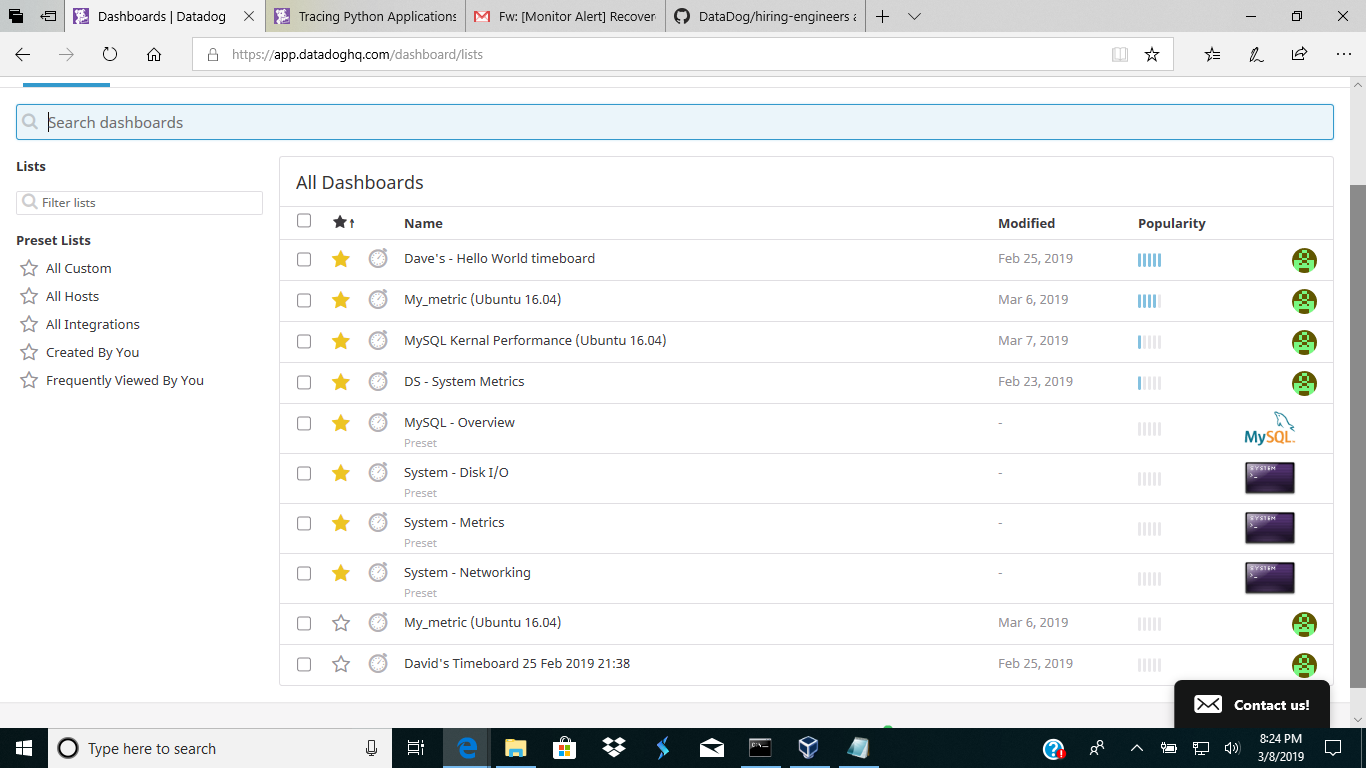 Dashboards | Datadog
Tracing Python Applications
Fw: [Monitor Alert] Recover
DataDog/hiring-engineers a
https://app.datadoghq.com/dashboard/lists
Search dashboards
Lists
Filter lists
Preset Lists
All Custom
All Hosts
All Integrations
Created By You
Frequently Viewed By You
All Dashboards
Name Modified Popularity
Dave's - Hello World timeboard Feb 25, 2019
My_metric (Ubuntu 16.04) Mar 6, 2019
MySQL Kernal Performance (Ubuntu 16.04) Mar 7, 2019
DS - System Metrics Feb 23, 2019
MySQL - Overview - MySQL
Preset
System - Disk I/O - SYSTEM
Preset
System - Metrics - SYSTEM
Preset
System - Networking - SYSTEM
Preset
My_metric (Ubuntu 16.04) Mar 6, 2019
David's Timeboard 25 Feb 2019 21:38 Feb 25, 2019
Contact us!
Type here to search
8:24 PM
3/8/2019